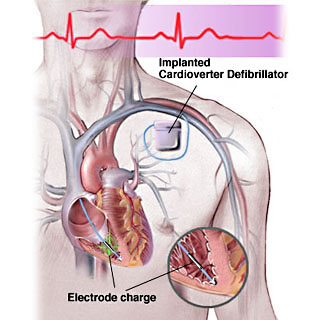 Implanted
Cardioverter Defibrillator
Electrode charge